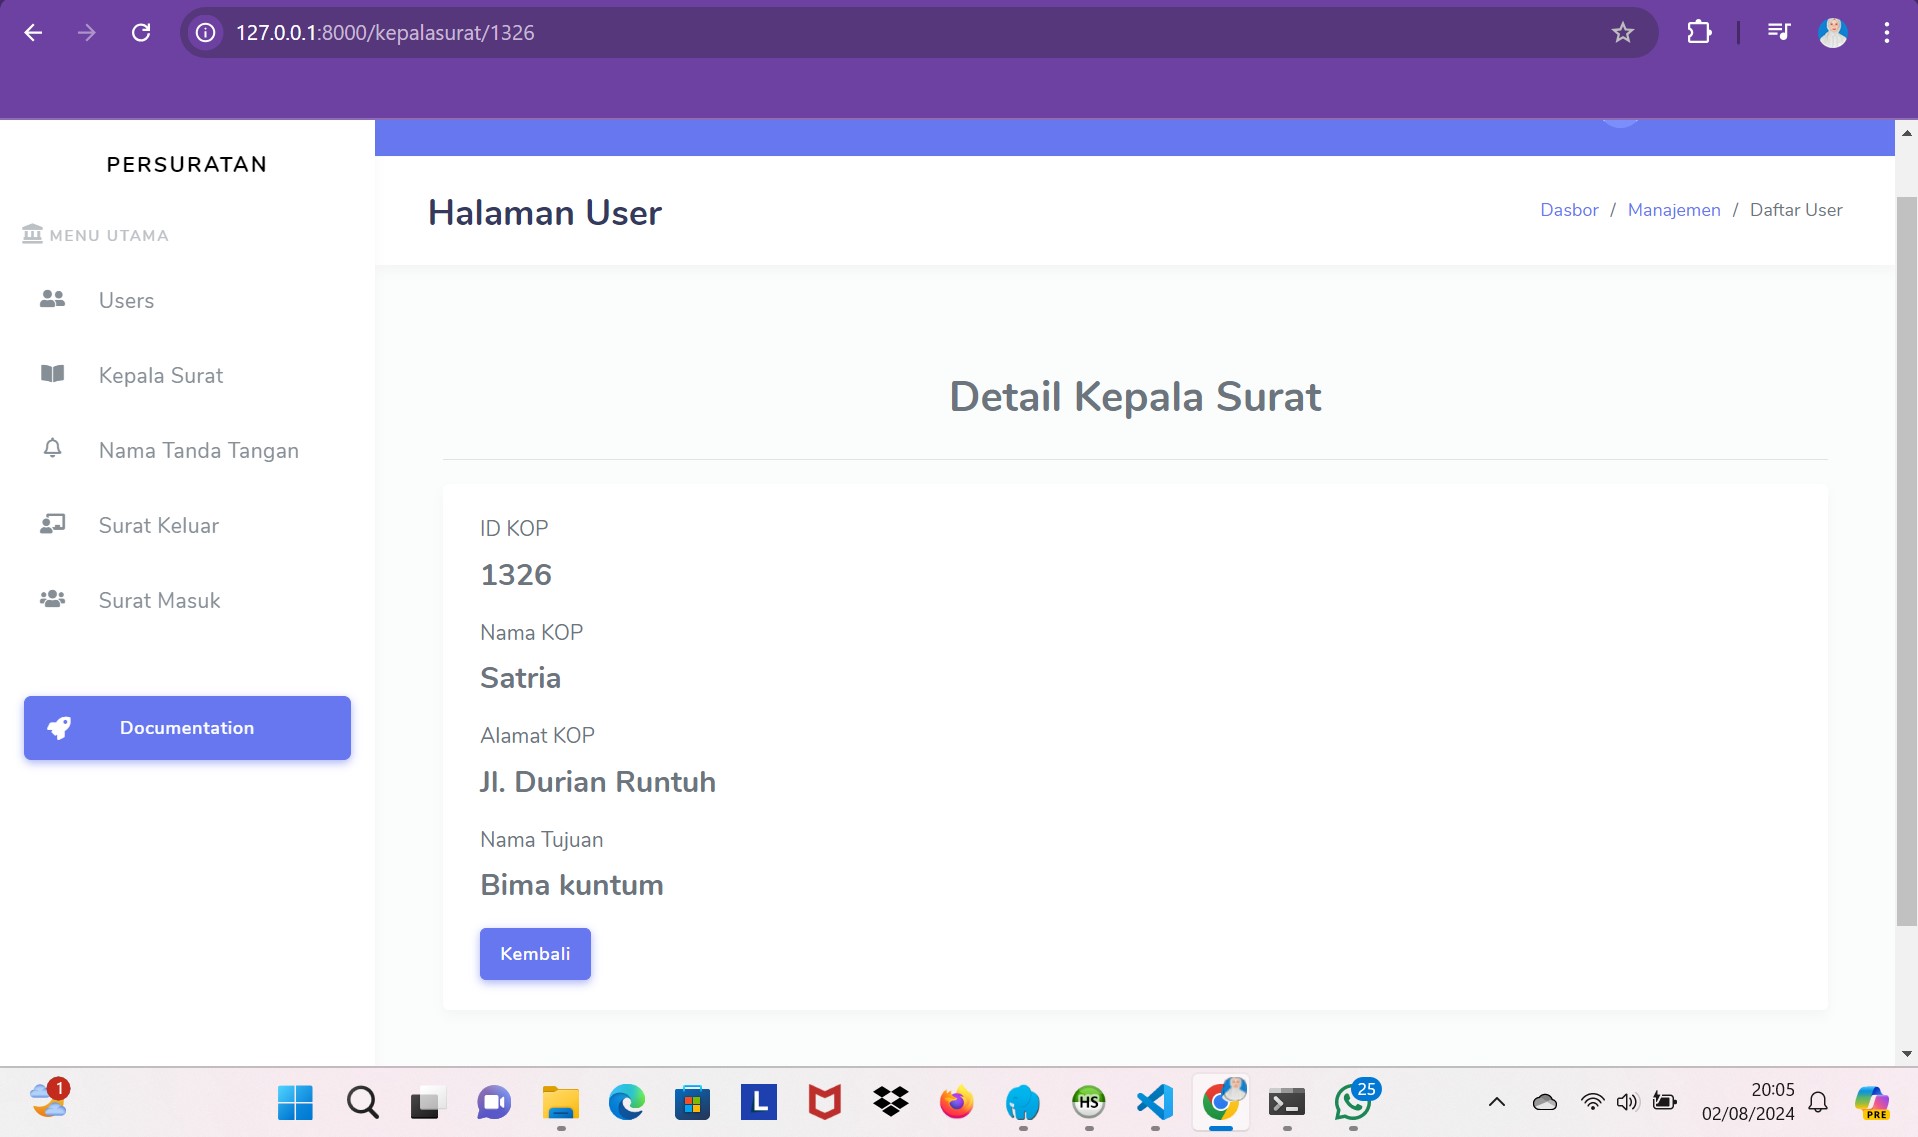 127.0.0.1:8000/kepalasurat/1326
PERSURATAN
MENU UTAMA
Users
Kepala Surat
Nama Tanda Tangan
Surat Keluar
Surat Masuk
Documentation
Halaman User
Dasbor / Manajemen / Daftar User
Detail Kepala Surat
ID KOP
1326
Nama KOP
Satria
Alamat KOP
Jl. Durian Runtuh
Nama Tujuan
Bima kuntum
Kembali
1
L
HS
25
20:05
02/08/2024
PRE